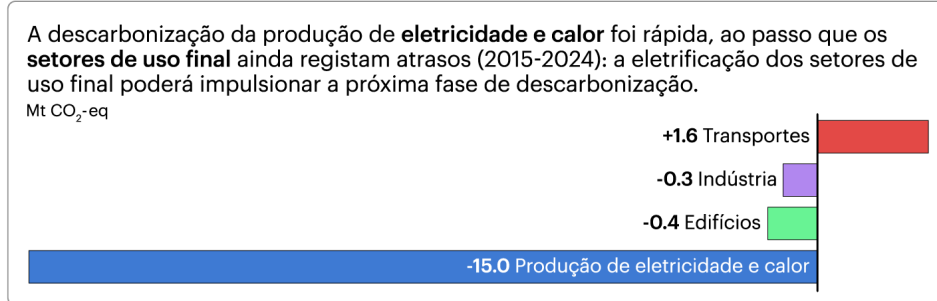 A descarbonização da produção de eletricidade e calor foi rápida, ao passo que os
setores de uso final ainda registam atrasos (2015-2024): a eletrificação dos setores de
uso final poderá impulsionar a próxima fase de descarbonização.
Mt CO₂-eq
+1.6 Transportes
-0.3 Indústria
-0.4 Edifícios
-15.0 Produção de eletricidade e calor